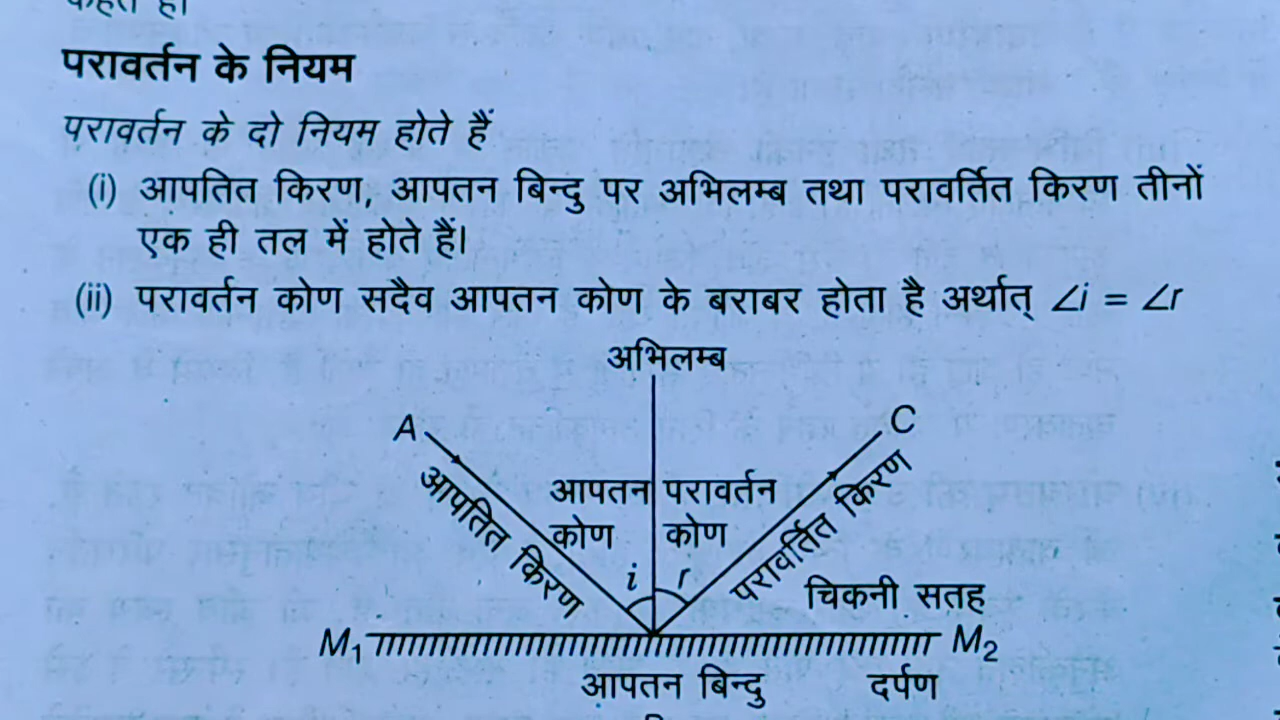 परावर्तन के नियम
परावर्तन के दो नियम होते हैं
(i) आपतित किरण, आपतन बिन्दु पर अभिलम्ब तथा परावर्तित किरण तीनों
एक ही तल में होते हैं।
(ii) परावर्तन कोण सदैव आपतन कोण के बराबर होता है अर्थात् ∠i = ∠r
अभिलम्ब
A
C
आपतित किरण
आपतन
कोण
परावर्तन
कोण
परावर्तित किरण
i
r
चिकनी सतह
M₁
M₂
आपतन बिन्दु
दर्पण